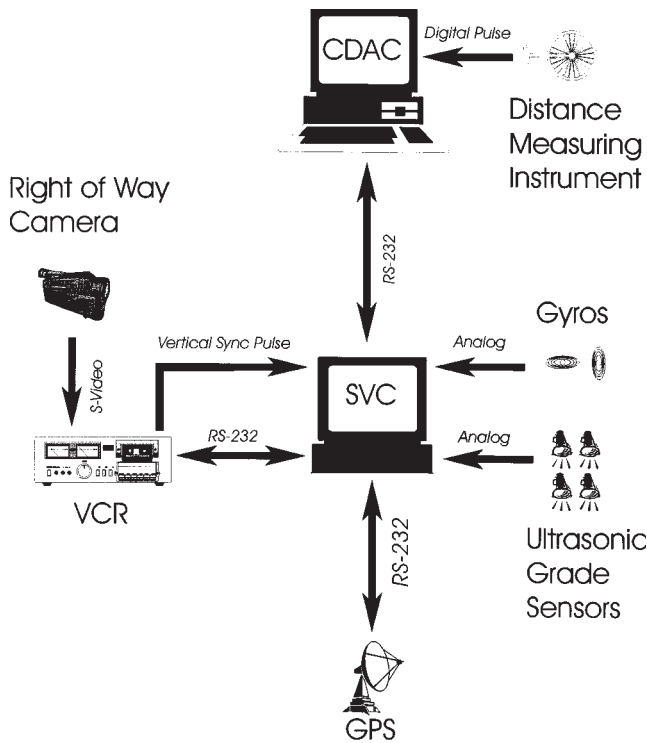 CDAC
Digital Pulse
Distance
Measuring
Instrument
Right of Way
Camera
RS-232
Gyros
S-Video
Vertical Sync Pulse
Analog
SVC
RS-232
Analog
VCR
Ultrasonic
Grade
Sensors
RS-232
GPS